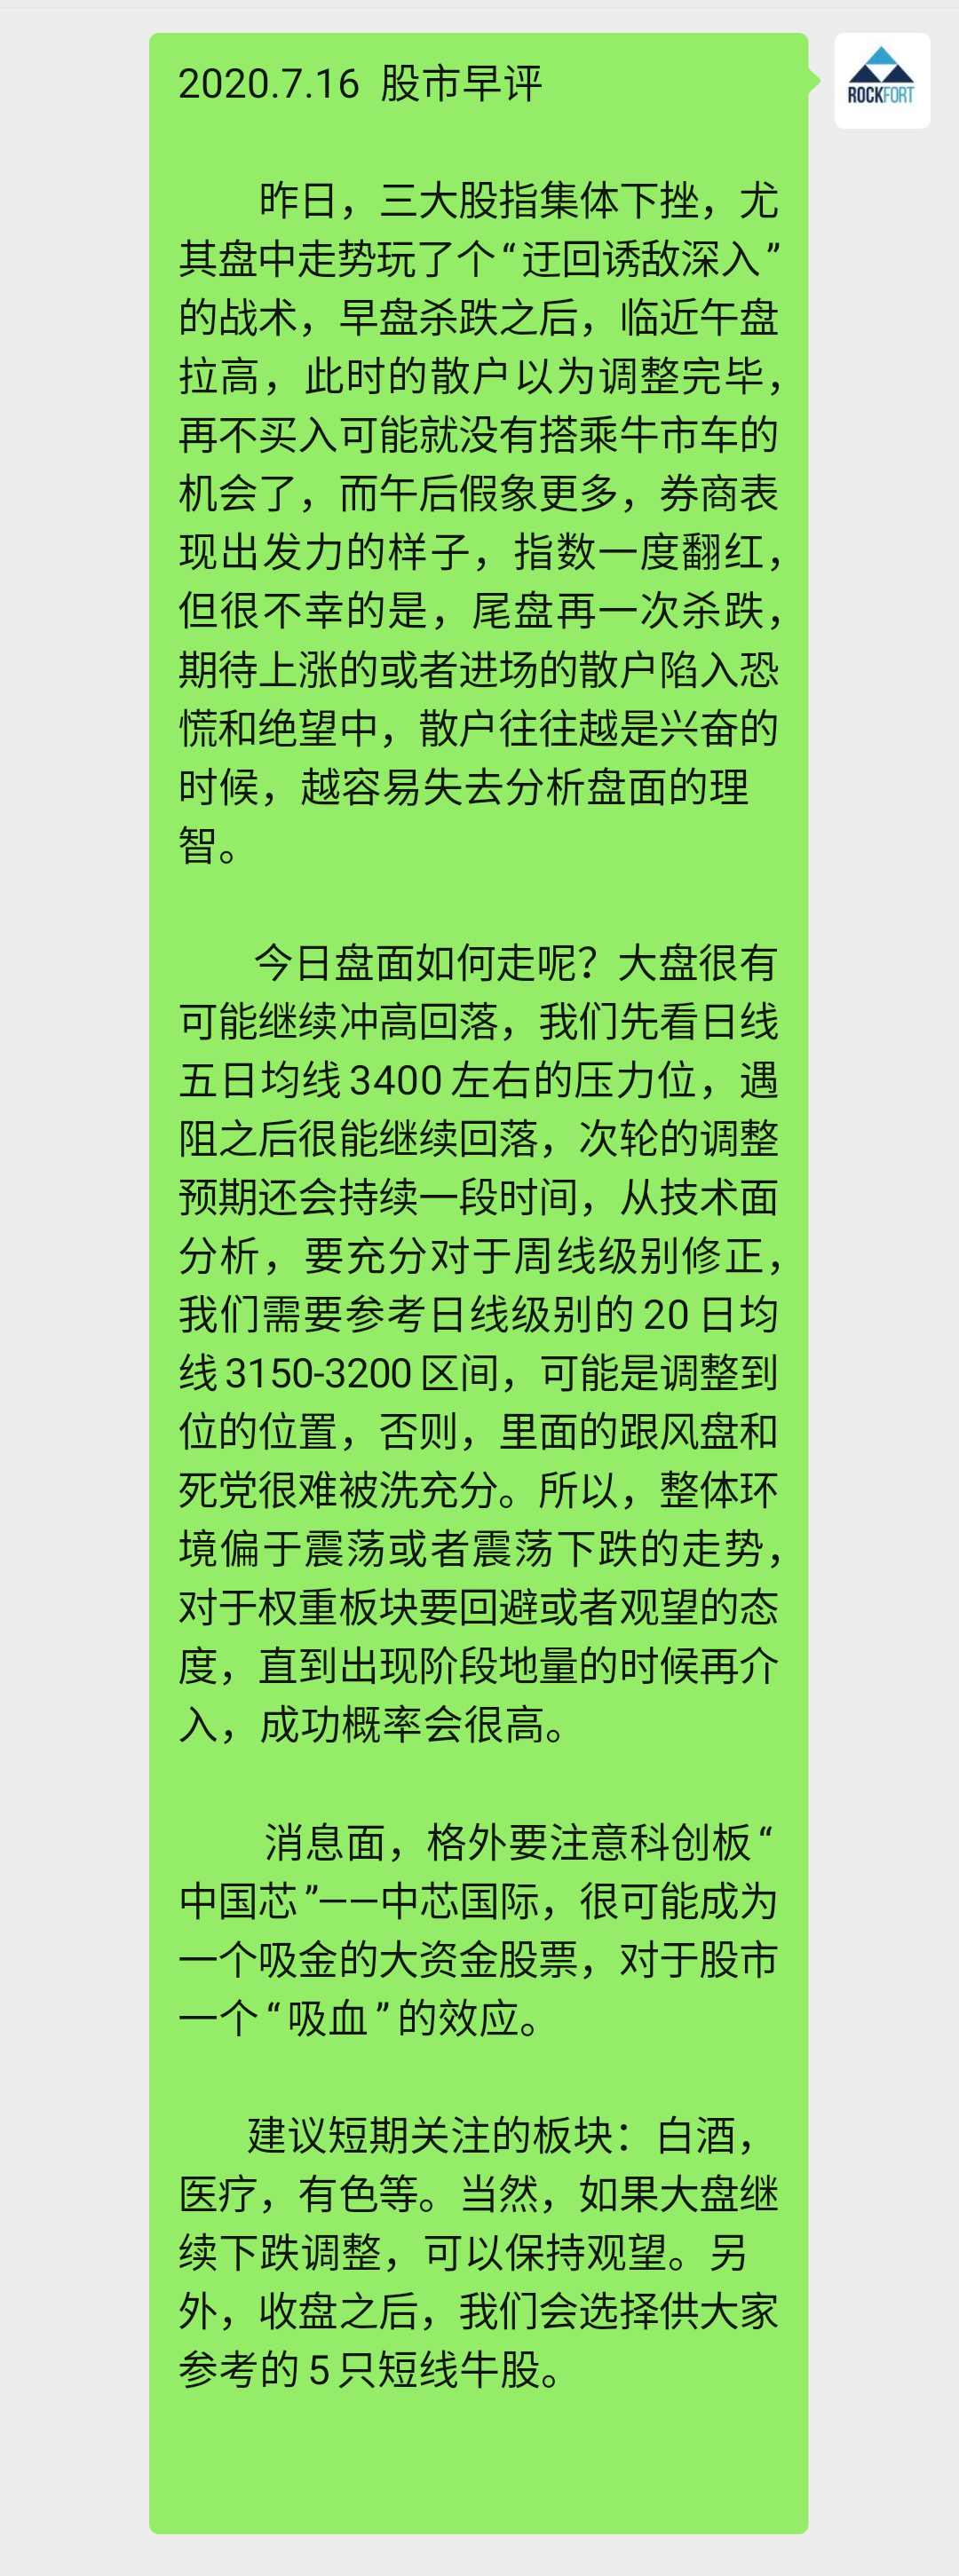 2020.7.16  股市早评
ROCKFORT
昨日，三大股指集体下挫，尤
其盘中走势玩了个“迂回诱敌深入”
的战术，早盘杀跌之后，临近午盘
拉高，此时的散户以为调整完毕，
再不买入可能就没有搭乘牛市车的
机会了，而午后假象更多，券商表
现出发力的样子，指数一度翻红，
但很不幸的是，尾盘再一次杀跌，
期待上涨的或者进场的散户陷入恐
慌和绝望中，散户往往越是兴奋的
时候，越容易失去分析盘面的理
智。
今日盘面如何走呢？大盘很有
可能继续冲高回落，我们先看日线
五日均线3400左右的压力位，遇
阻之后很能继续回落，次轮的调整
预期还会持续一段时间，从技术面
分析，要充分对于周线级别修正，
我们需要参考日线级别的20日均
线3150-3200区间，可能是调整到
位的位置，否则，里面的跟风盘和
死党很难被洗充分。所以，整体环
境偏于震荡或者震荡下跌的走势，
对于权重板块要回避或者观望的态
度，直到出现阶段地量的时候再介
入，成功概率会很高。
消息面，格外要注意科创板“
中国芯”——中芯国际，很可能成为
一个吸金的大资金股票，对于股市
一个“吸血”的效应。
建议短期关注的板块：白酒，
医疗，有色等。当然，如果大盘继
续下跌调整，可以保持观望。另
外，收盘之后，我们会选择供大家
参考的5只短线牛股。